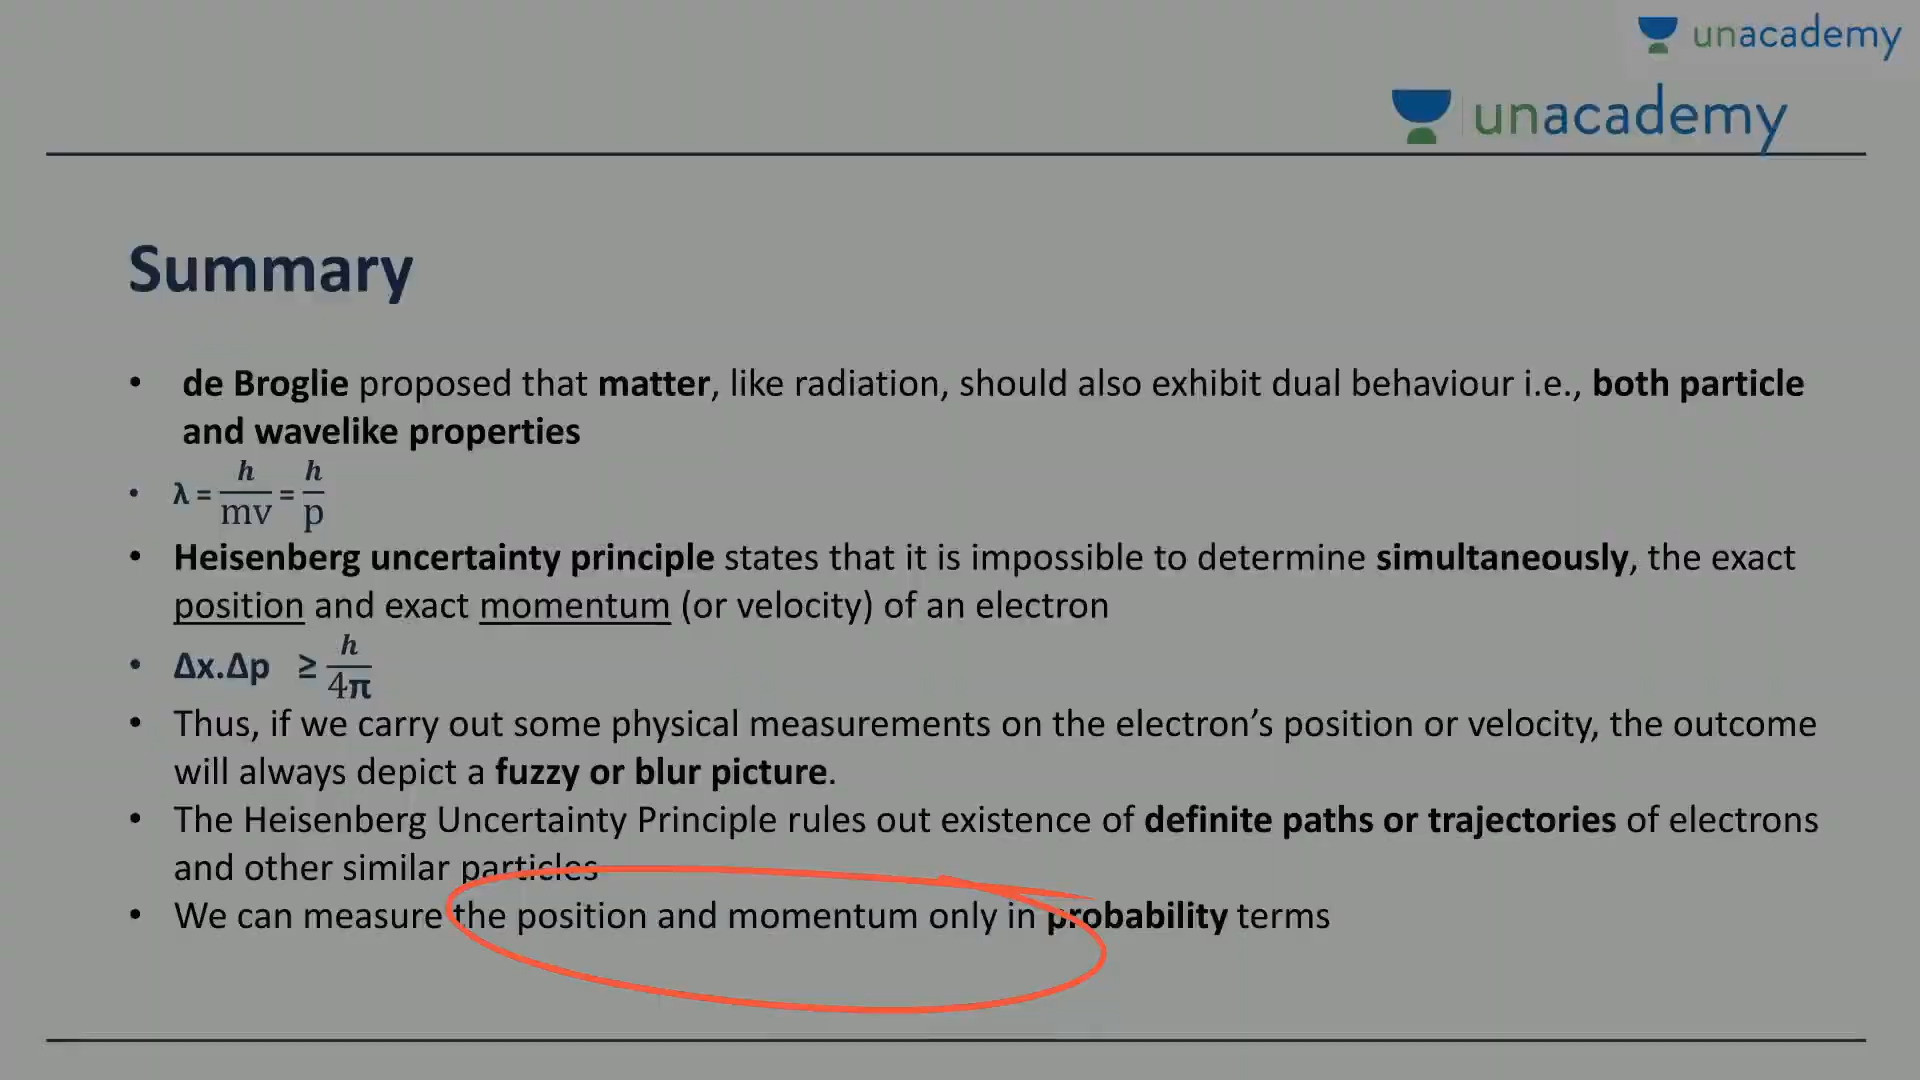 unacademy
unacademy
Summary
• de Broglie proposed that matter, like radiation, should also exhibit dual behaviour i.e., both particle
and wavelike properties
• λ = h/mv = h/p
• Heisenberg uncertainty principle states that it is impossible to determine simultaneously, the exact
position and exact momentum (or velocity) of an electron
• Δx.Δp ≥ h/4π
• Thus, if we carry out some physical measurements on the electron’s position or velocity, the outcome
will always depict a fuzzy or blur picture.
• The Heisenberg Uncertainty Principle rules out existence of definite paths or trajectories of electrons
and other similar particles
• We can measure the position and momentum only in probability terms